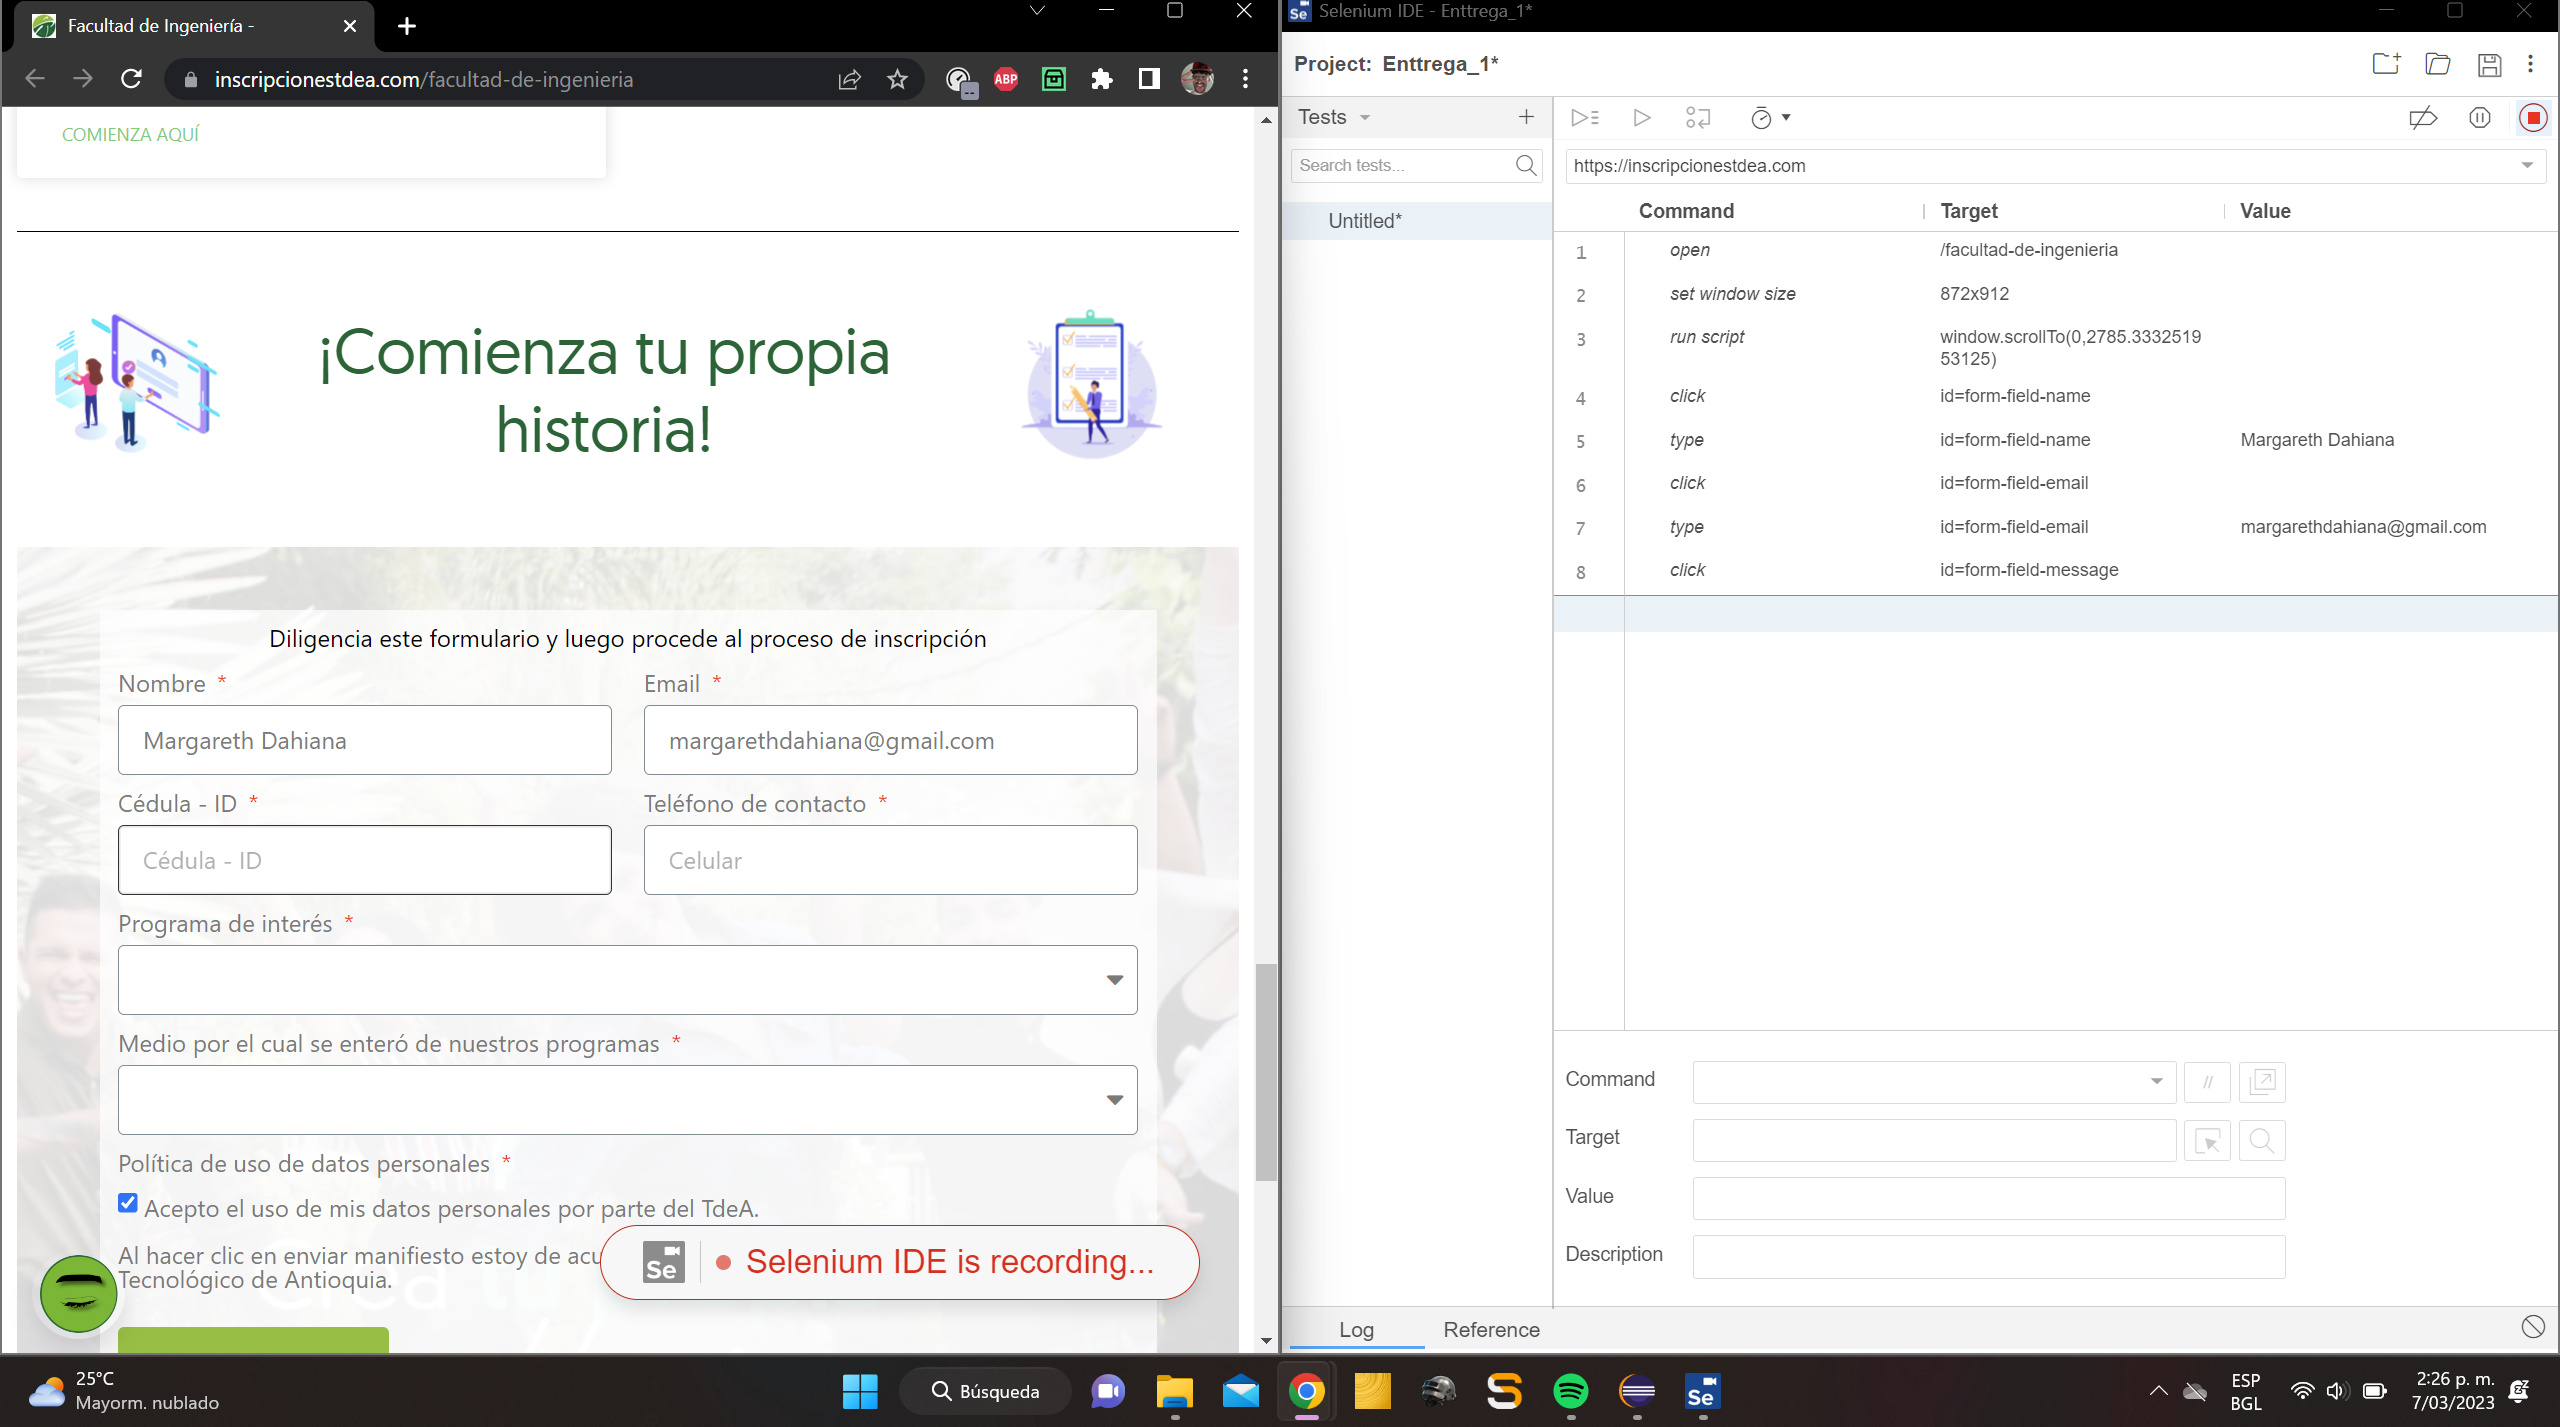 Facultad de Ingeniería -
inscripcionestdea.com/facultad-de-ingenieria
ABP
COMIENZA AQUÍ
¡Comienza tu propia
historia!
Diligencia este formulario y luego procede al proceso de inscripción
Nombre *
Email *
Margareth Dahiana
margarethdahiana@gmail.com
Cédula - ID *
Teléfono de contacto *
Cédula - ID
Celular
Programa de interés *
Medio por el cual se enteró de nuestros programas *
Política de uso de datos personales *
Acepto el uso de mis datos personales por parte del TdeA.
Al hacer clic en enviar manifiesto estoy de acu
Tecnológico de Antioquia.
Se Selenium IDE is recording...
Se Selenium IDE - Enttrega_1*
Project: Enttrega_1*
Tests
Search tests...
Untitled*
https://inscripcionestdea.com
Command Target Value
1 open /facultad-de-ingenieria
2 set window size 872x912
3 run script window.scrollTo(0,2785.3332519
53125)
4 click id=form-field-name
5 type id=form-field-name Margareth Dahiana
6 click id=form-field-email
7 type id=form-field-email margarethdahiana@gmail.com
8 click id=form-field-message
Command //
Target
Value
Description
Log Reference
25°C
Mayorm. nublado
Búsqueda
Se
ESP
BGL
2:26 p. m.
7/03/2023